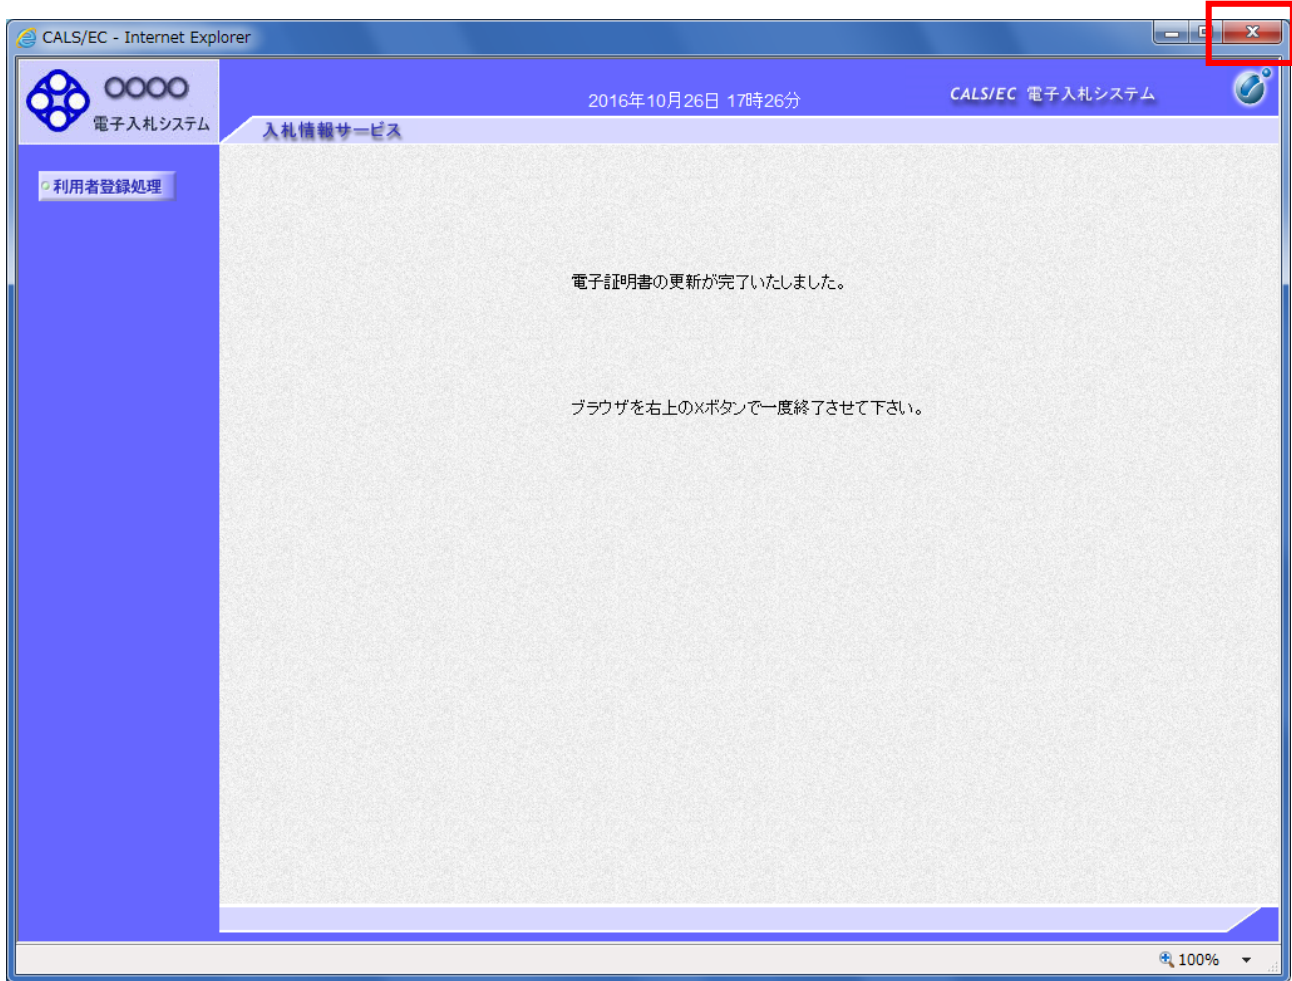 CALS/EC - Internet Explorer
○○○○
電子入札システム
2016年10月26日 17時26分
CALS/EC 電子入札システム
入札情報サービス
利用者登録処理
電子証明書の更新が完了いたしました。
ブラウザを右上の×ボタンで一度終了させて下さい。
100%